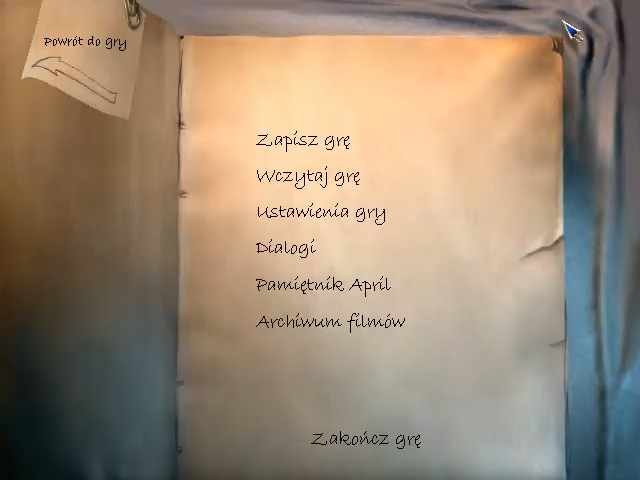 Powrót do gry
Zapisz grę
Wczytaj grę
Ustawienia gry
Dialogi
Pamiętnik April
Archiwum filmów
Zakończ grę